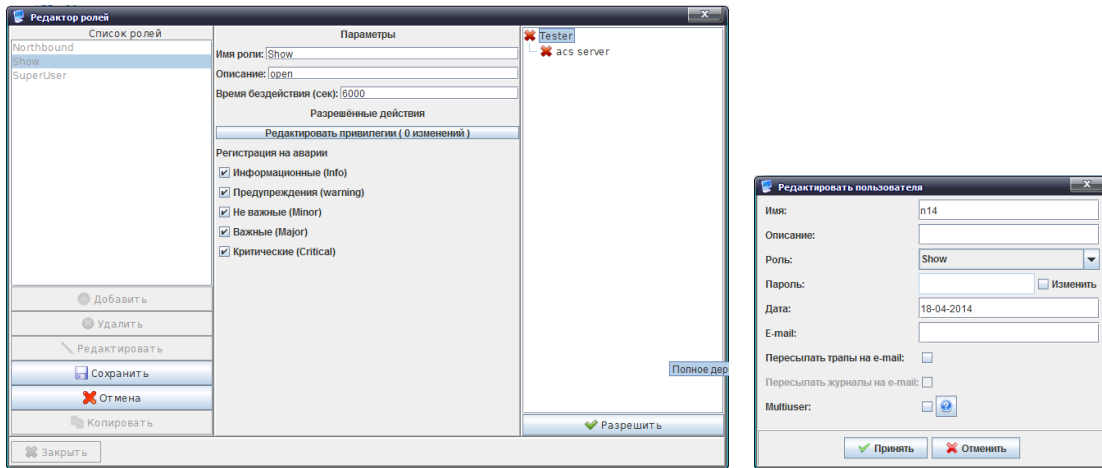 Редактор ролей
Список ролей
Northbound
Show
SuperUser
Добавить
Удалить
Редактировать
Сохранить
Отмена
Копировать
Закрыть
Параметры
Имя роли: Show
Описание: open
Время бездействия (сек): 6000
Разрешённые действия
Редактировать привилегии ( 0 изменений )
Регистрация на аварии
Информационные (Info)
Предупреждения (warning)
Не важные (Minor)
Важные (Major)
Критические (Critical)
Tester
acs server
Полное дер
Разрешить
Редактировать пользователя
Имя: n14
Описание:
Роль: Show
Пароль: Изменить
Дата: 18-04-2014
E-mail:
Пересылать трапы на e-mail:
Пересылать журналы на e-mail:
Multiuser:
Принять Отменить